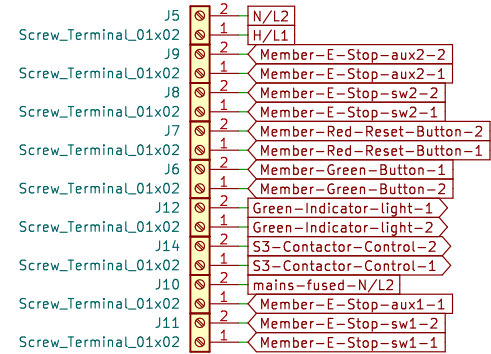 J5 2 N/L2
Screw_Terminal_01x02 1 H/L1
J9 2 Member-E-Stop-aux2-2
Screw_Terminal_01x02 1 Member-E-Stop-aux2-1
J8 2 Member-E-Stop-sw2-2
Screw_Terminal_01x02 1 Member-E-Stop-sw2-1
J7 2 Member-Red-Reset-Button-2
Screw_Terminal_01x02 1 Member-Red-Reset-Button-1
J6 2 Member-Green-Button-1
Screw_Terminal_01x02 1 Member-Green-Button-2
J12 2 Green-Indicator-light-1
Screw_Terminal_01x02 1 Green-Indicator-light-2
J14 2 S3-Contactor-Control-2
Screw_Terminal_01x02 1 S3-Contactor-Control-1
J10 2 mains-fused-N/L2
Screw_Terminal_01x02 1 Member-E-Stop-aux1-1
J11 2 Member-E-Stop-sw1-2
Screw_Terminal_01x02 1 Member-E-Stop-sw1-1